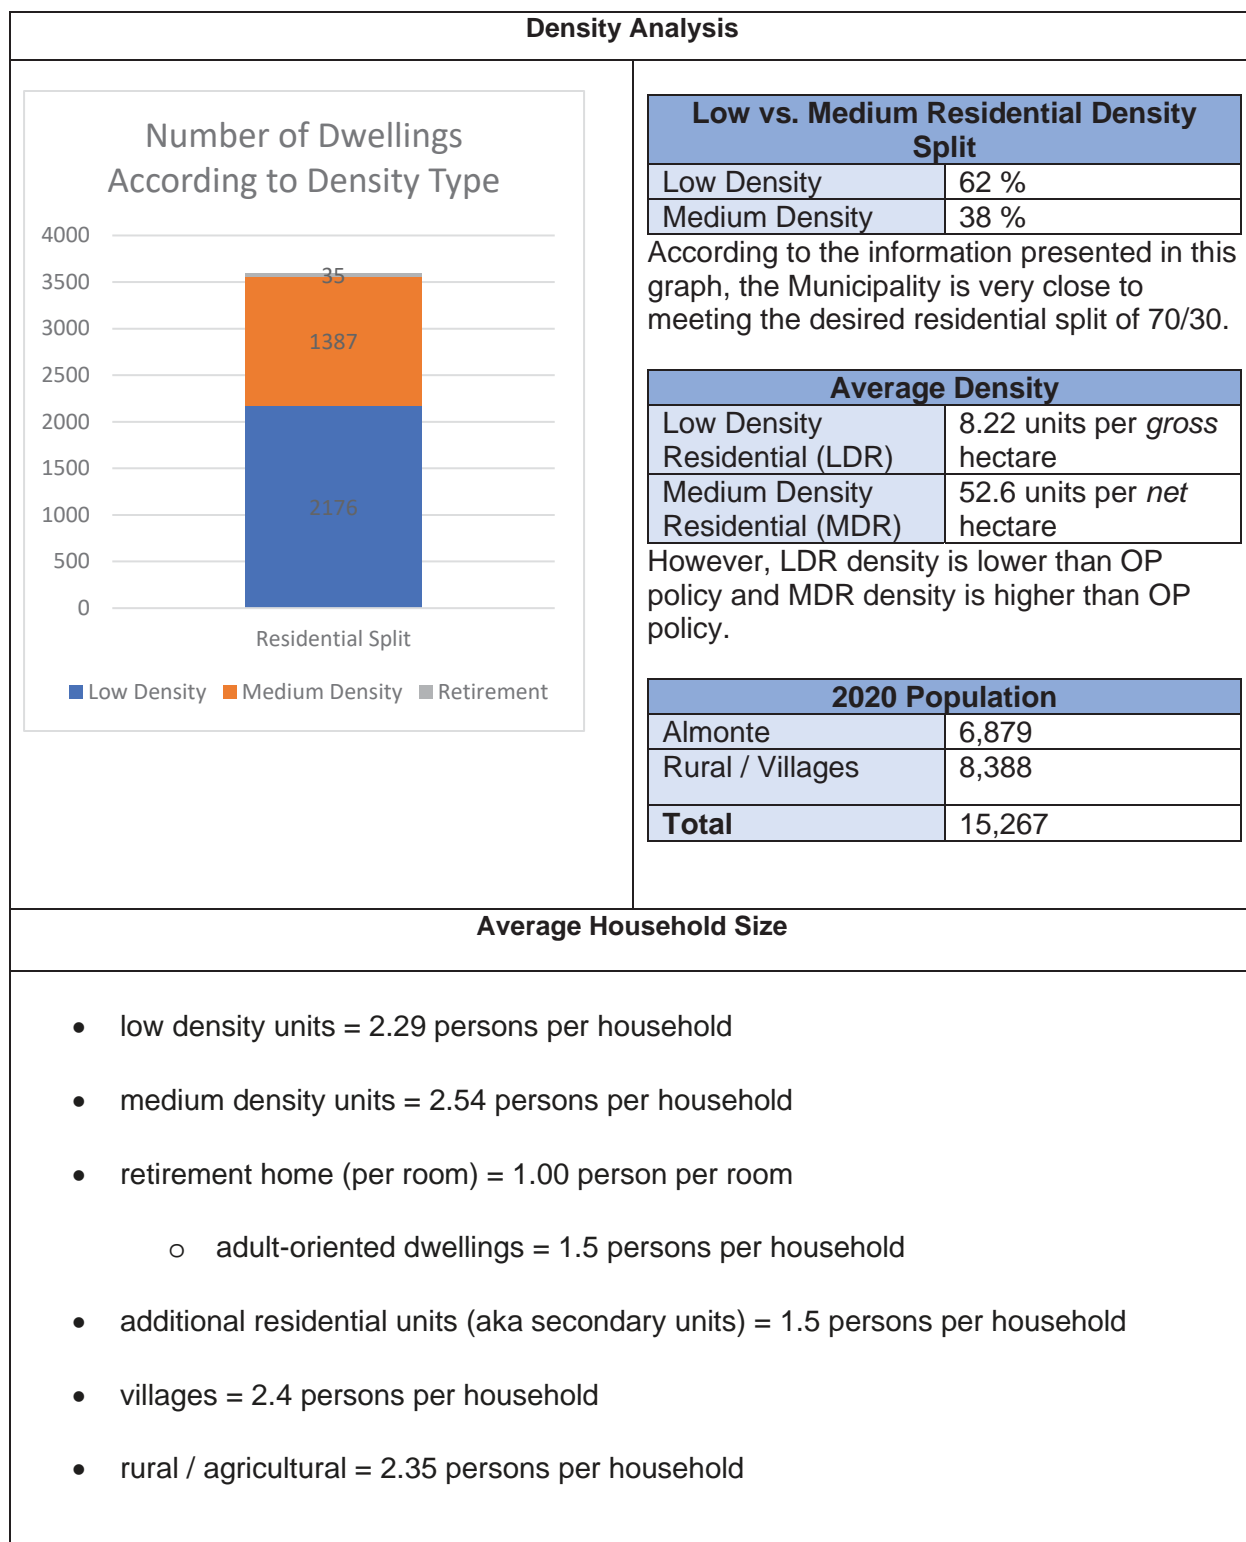 Density Analysis
Number of Dwellings
According to Density Type
4000
3500
3000
2500
2000
1500
1000
500
0
35
1387
2176
Residential Split
Low Density Medium Density Retirement
Low vs. Medium Residential Density
Split
Low Density 62 %
Medium Density 38 %
According to the information presented in this
graph, the Municipality is very close to
meeting the desired residential split of 70/30.
Average Density
Low Density 8.22 units per gross
Residential (LDR) hectare
Medium Density 52.6 units per net
Residential (MDR) hectare
However, LDR density is lower than OP
policy and MDR density is higher than OP
policy.
2020 Population
Almonte 6,879
Rural / Villages 8,388
Total 15,267
Average Household Size
• low density units = 2.29 persons per household
• medium density units = 2.54 persons per household
• retirement home (per room) = 1.00 person per room
o adult-oriented dwellings = 1.5 persons per household
• additional residential units (aka secondary units) = 1.5 persons per household
• villages = 2.4 persons per household
• rural / agricultural = 2.35 persons per household